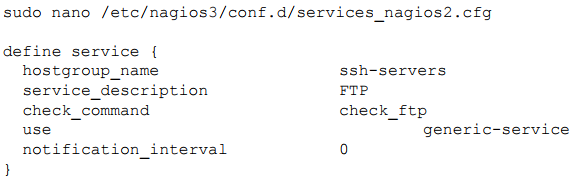 sudo nano /etc/nagios3/conf.d/services_nagios2.cfg
define service {
hostgroup_name ssh-servers
service_description FTP
check_command check_ftp
use generic-service
notification_interval 0
}